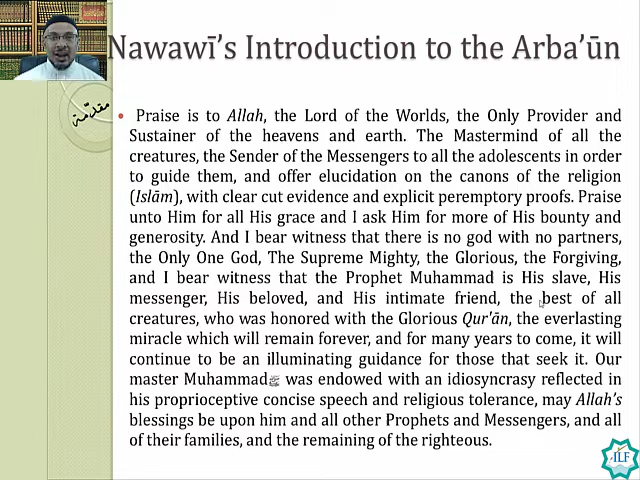 Nawawī's Introduction to the Arba'ūn
مقدّمة
• Praise is to Allah, the Lord of the Worlds, the Only Provider and
Sustainer of the heavens and earth. The Mastermind of all the
creatures, the Sender of the Messengers to all the adolescents in order
to guide them, and offer elucidation on the canons of the religion
(Islām), with clear cut evidence and explicit peremptory proofs. Praise
unto Him for all His grace and I ask Him for more of His bounty and
generosity. And I bear witness that there is no god with no partners,
the Only One God, The Supreme Mighty, the Glorious, the Forgiving,
and I bear witness that the Prophet Muhammad is His slave, His
messenger, His beloved, and His intimate friend, the best of all
creatures, who was honored with the Glorious Qur'ān, the everlasting
miracle which will remain forever, and for many years to come, it will
continue to be an illuminating guidance for those that seek it. Our
master Muhammadﷺ was endowed with an idiosyncrasy reflected in
his proprioceptive concise speech and religious tolerance, may Allah's
blessings be upon him and all other Prophets and Messengers, and all
of their families, and the remaining of the righteous.
ILF